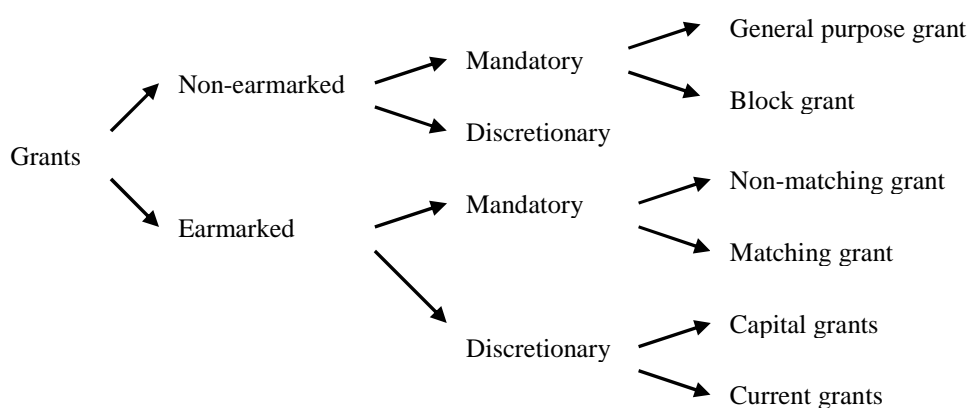 General purpose grant
Mandatory
Non-earmarked
Block grant
Discretionary
Grants
Non-matching grant
Mandatory
Earmarked
Matching grant
Capital grants
Discretionary
Current grants